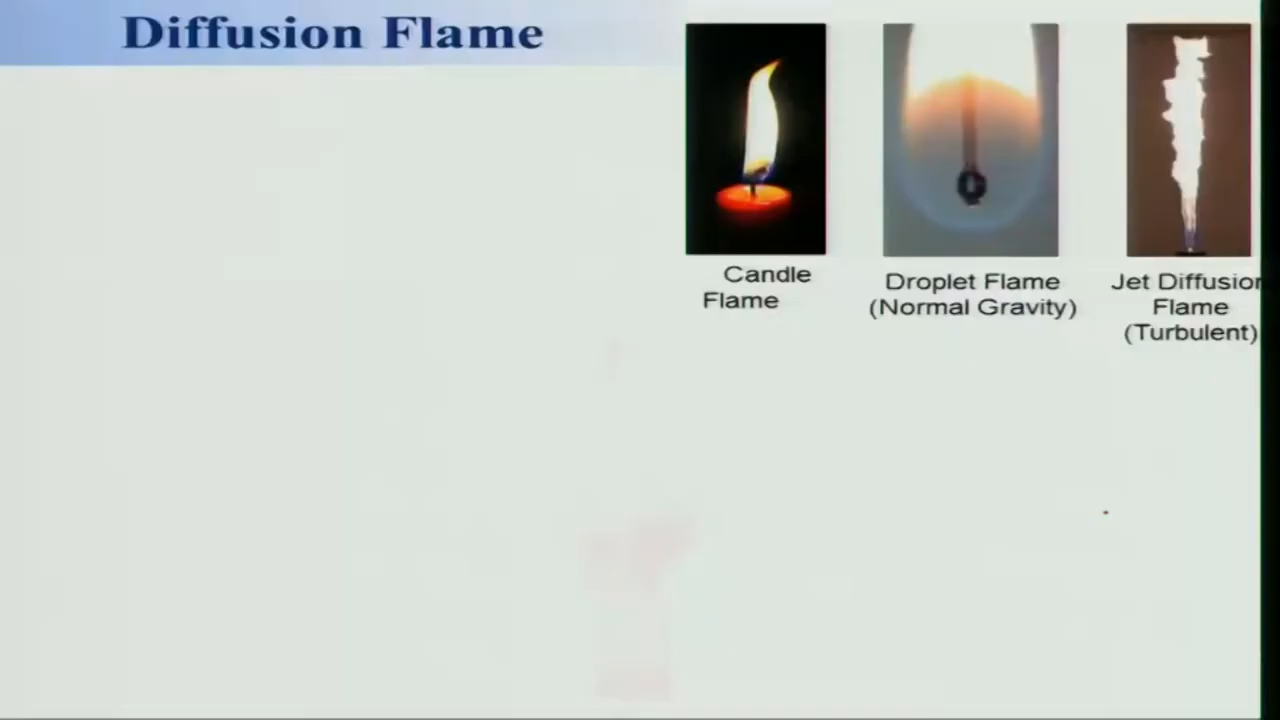 Diffusion Flame
Candle
Flame
Droplet Flame
(Normal Gravity)
Jet Diffusion
Flame
(Turbulent)